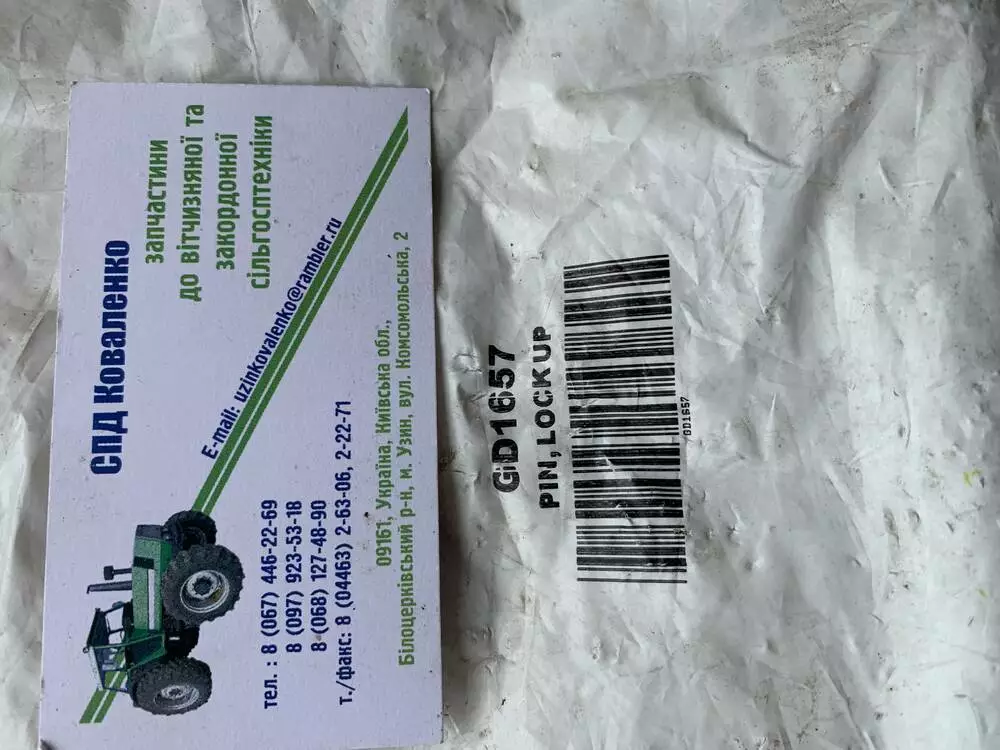 СПД Коваленко
запчастини
до вітчизняної та
закордонної
сільгосптехніки
E-mail: uzinkovalenko@rambler.ru
тел. : 8 (067) 446-22-69
8 (097) 923-53-18
8 (068) 127-48-90
т./факс: 8 (04463) 2-63-06, 2-22-71
09161, Україна, Київська обл.,
Білоцерківський р-н, м. Узин, вул. Комсомольська, 2
GD1657
PIN,LOCKUP
GD1657